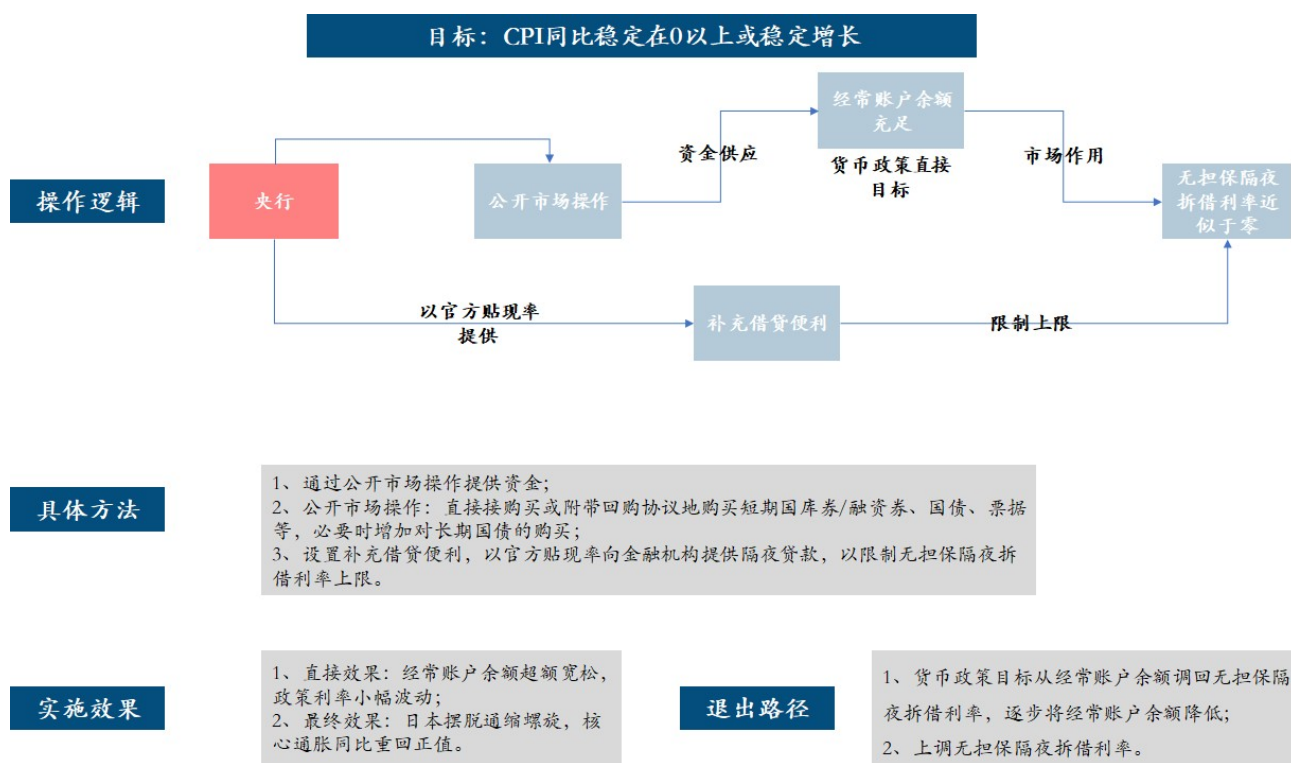 目标：CPI同比稳定在0以上或稳定增长
经常账户余额
充足
资金供应
市场作用
货币政策直接
目标
操作逻辑
央行
公开市场操作
无担保隔夜
拆借利率近
似于零
以官方贴现率
提供
补充借贷便利
限制上限
具体方法
1、通过公开市场操作提供资金；
2、公开市场操作：直接接购买或附带回购协议地购买短期国库券/融资券、国债、票据
等，必要时增加对长期国债的购买；
3、设置补充借贷便利，以官方贴现率向金融机构提供隔夜贷款，以限制无担保隔夜拆
借利率上限。
实施效果
1、直接效果：经常账户余额超额宽松，
政策利率小幅波动；
2、最终效果：日本摆脱通缩螺旋，核
心通胀同比重回正值。
退出路径
1、货币政策目标从经常账户余额调回无担保隔
夜拆借利率，逐步将经常账户余额降低；
2、上调无担保隔夜拆借利率。